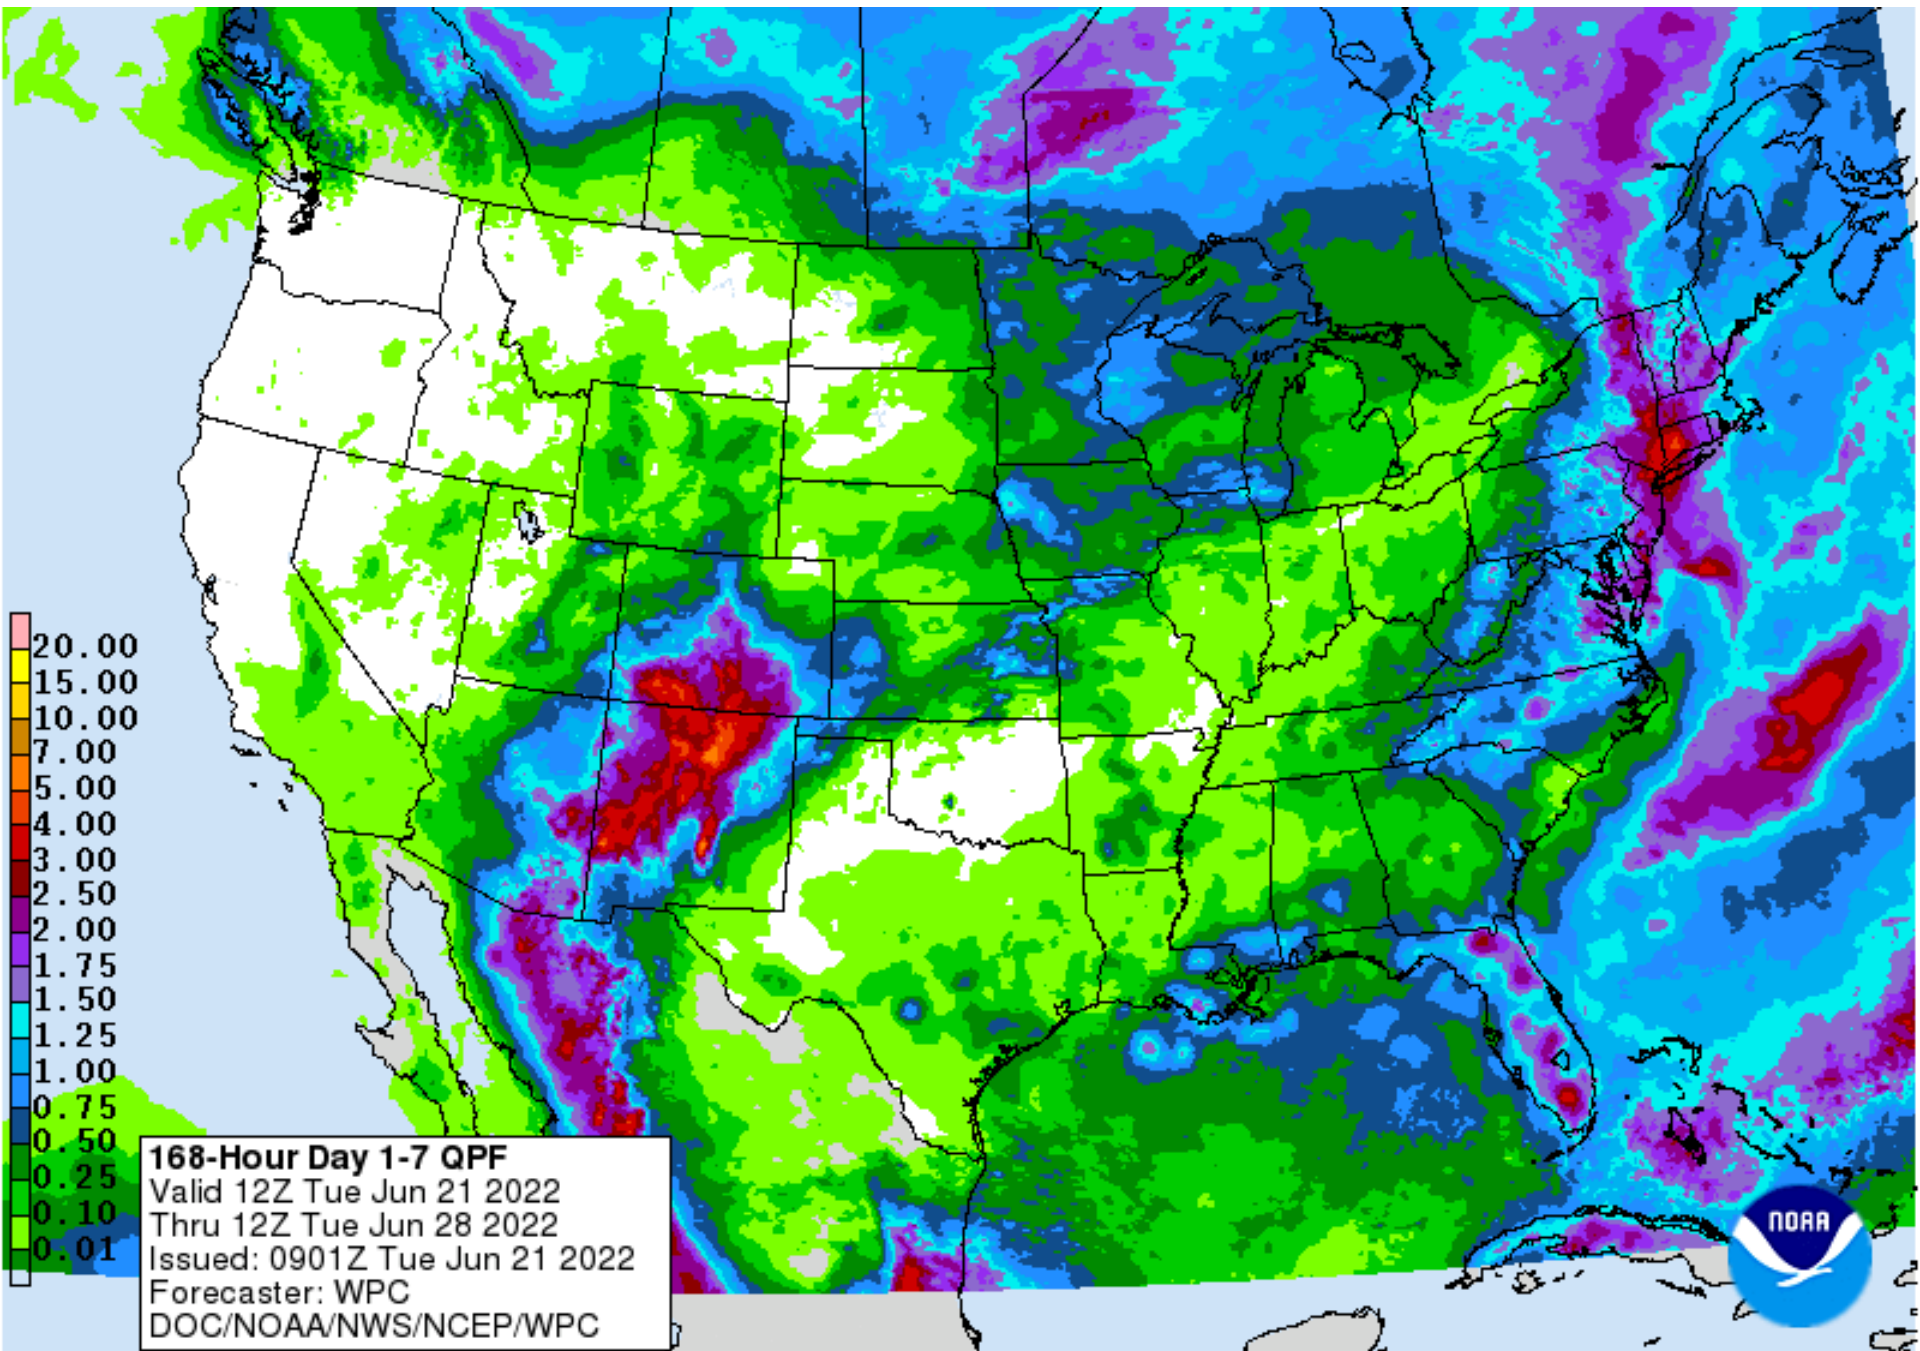 20.00
15.00
10.00
7.00
5.00
4.00
3.00
2.50
2.00
1.75
1.50
1.25
1.00
0.75
0.50
0.25
0.10
0.01
168-Hour Day 1-7 QPF
Valid 12Z Tue Jun 21 2022
Thru 12Z Tue Jun 28 2022
Issued: 0901Z Tue Jun 21 2022
Forecaster: WPC
DOC/NOAA/NWS/NCEP/WPC
NOAA